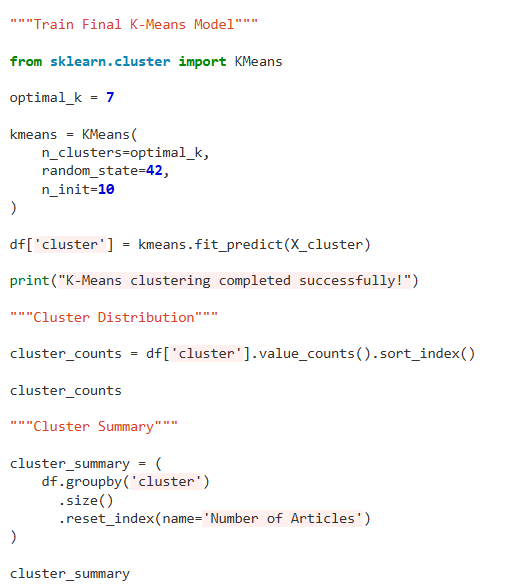 """Train Final K-Means Model"""
from sklearn.cluster import KMeans
optimal_k = 7
kmeans = KMeans(
    n_clusters=optimal_k,
    random_state=42,
    n_init=10
)
df['cluster'] = kmeans.fit_predict(X_cluster)
print("K-Means clustering completed successfully!")
"""Cluster Distribution"""
cluster_counts = df['cluster'].value_counts().sort_index()
cluster_counts
"""Cluster Summary"""
cluster_summary = (
    df.groupby('cluster')
      .size()
      .reset_index(name='Number of Articles')
)
cluster_summary